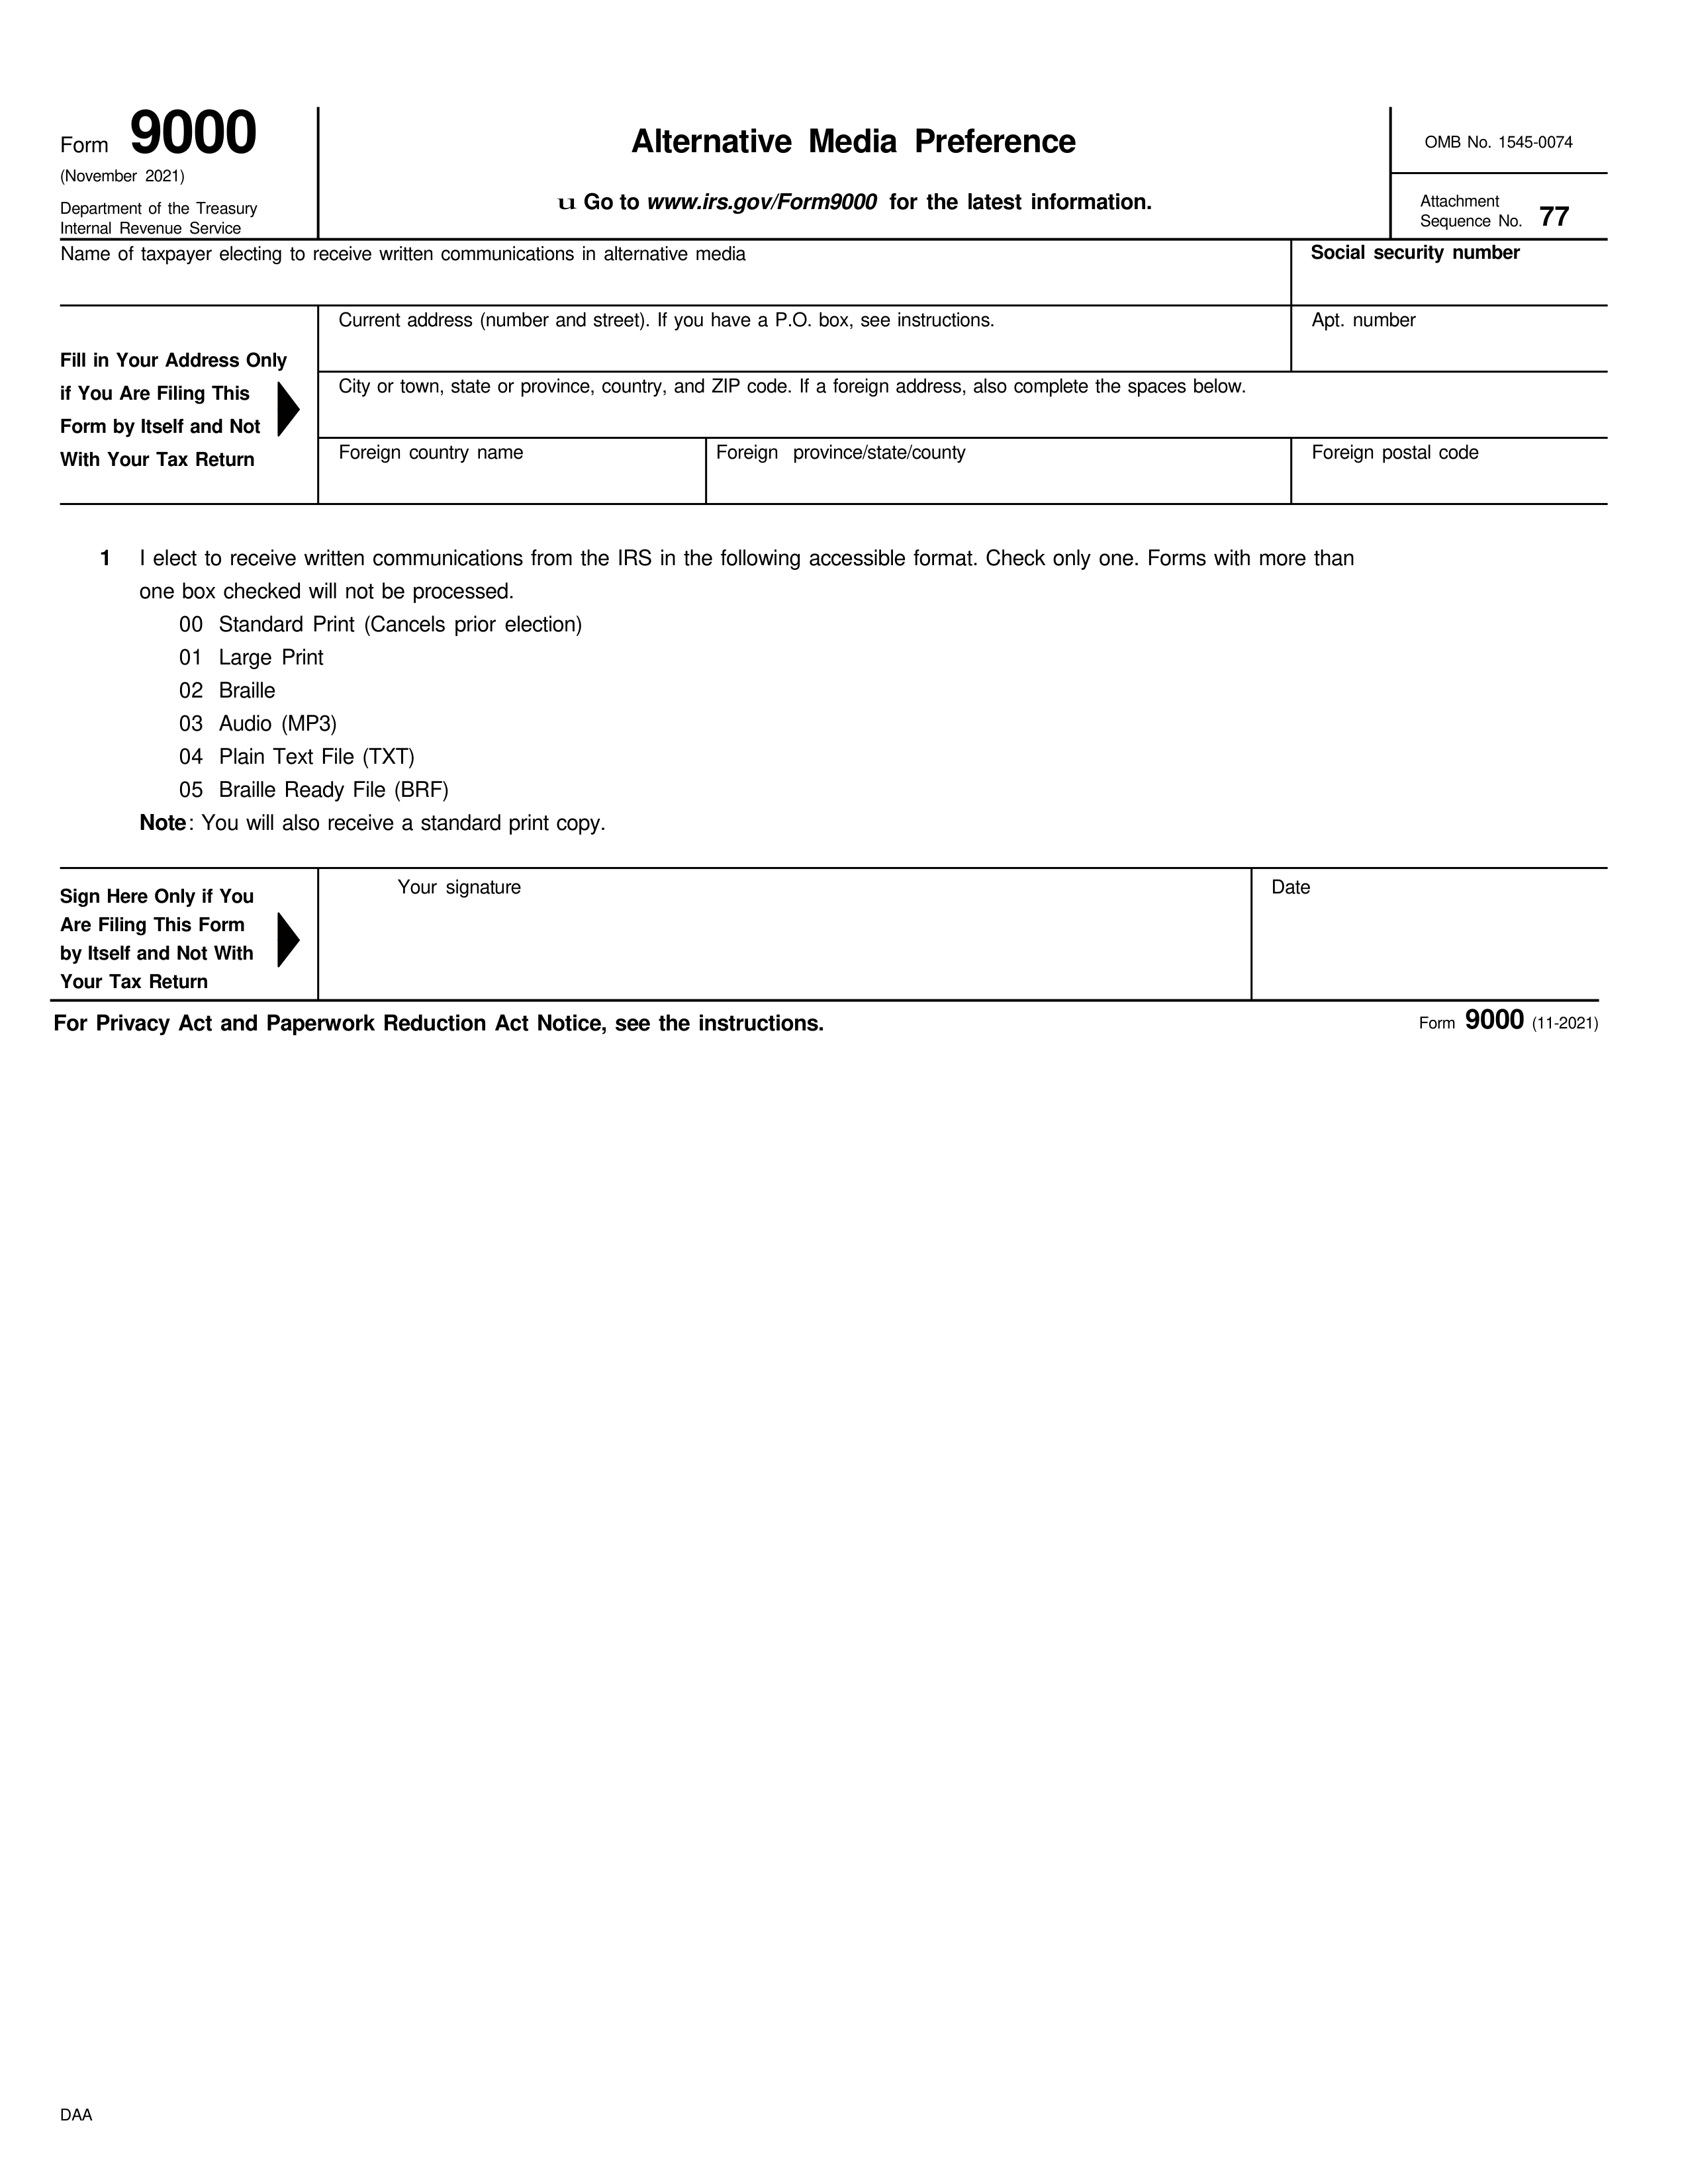 Form 9000
(November 2021)
Department of the Treasury
Internal Revenue Service
Alternative Media Preference
u Go to www.irs.gov/Form9000 for the latest information.
OMB No. 1545-0074
Attachment
Sequence No. 77
Name of taxpayer electing to receive written communications in alternative media
Social security number
Fill in Your Address Only
if You Are Filing This
Form by Itself and Not
With Your Tax Return
Current address (number and street). If you have a P.O. box, see instructions.
Apt. number
City or town, state or province, country, and ZIP code. If a foreign address, also complete the spaces below.
Foreign country name
Foreign province/state/county
Foreign postal code
1 I elect to receive written communications from the IRS in the following accessible format. Check only one. Forms with more than
one box checked will not be processed.
00 Standard Print (Cancels prior election)
01 Large Print
02 Braille
03 Audio (MP3)
04 Plain Text File (TXT)
05 Braille Ready File (BRF)
Note: You will also receive a standard print copy.
Sign Here Only if You
Are Filing This Form
by Itself and Not With
Your Tax Return
Your signature
Date
For Privacy Act and Paperwork Reduction Act Notice, see the instructions.
Form 9000 (11-2021)
DAA